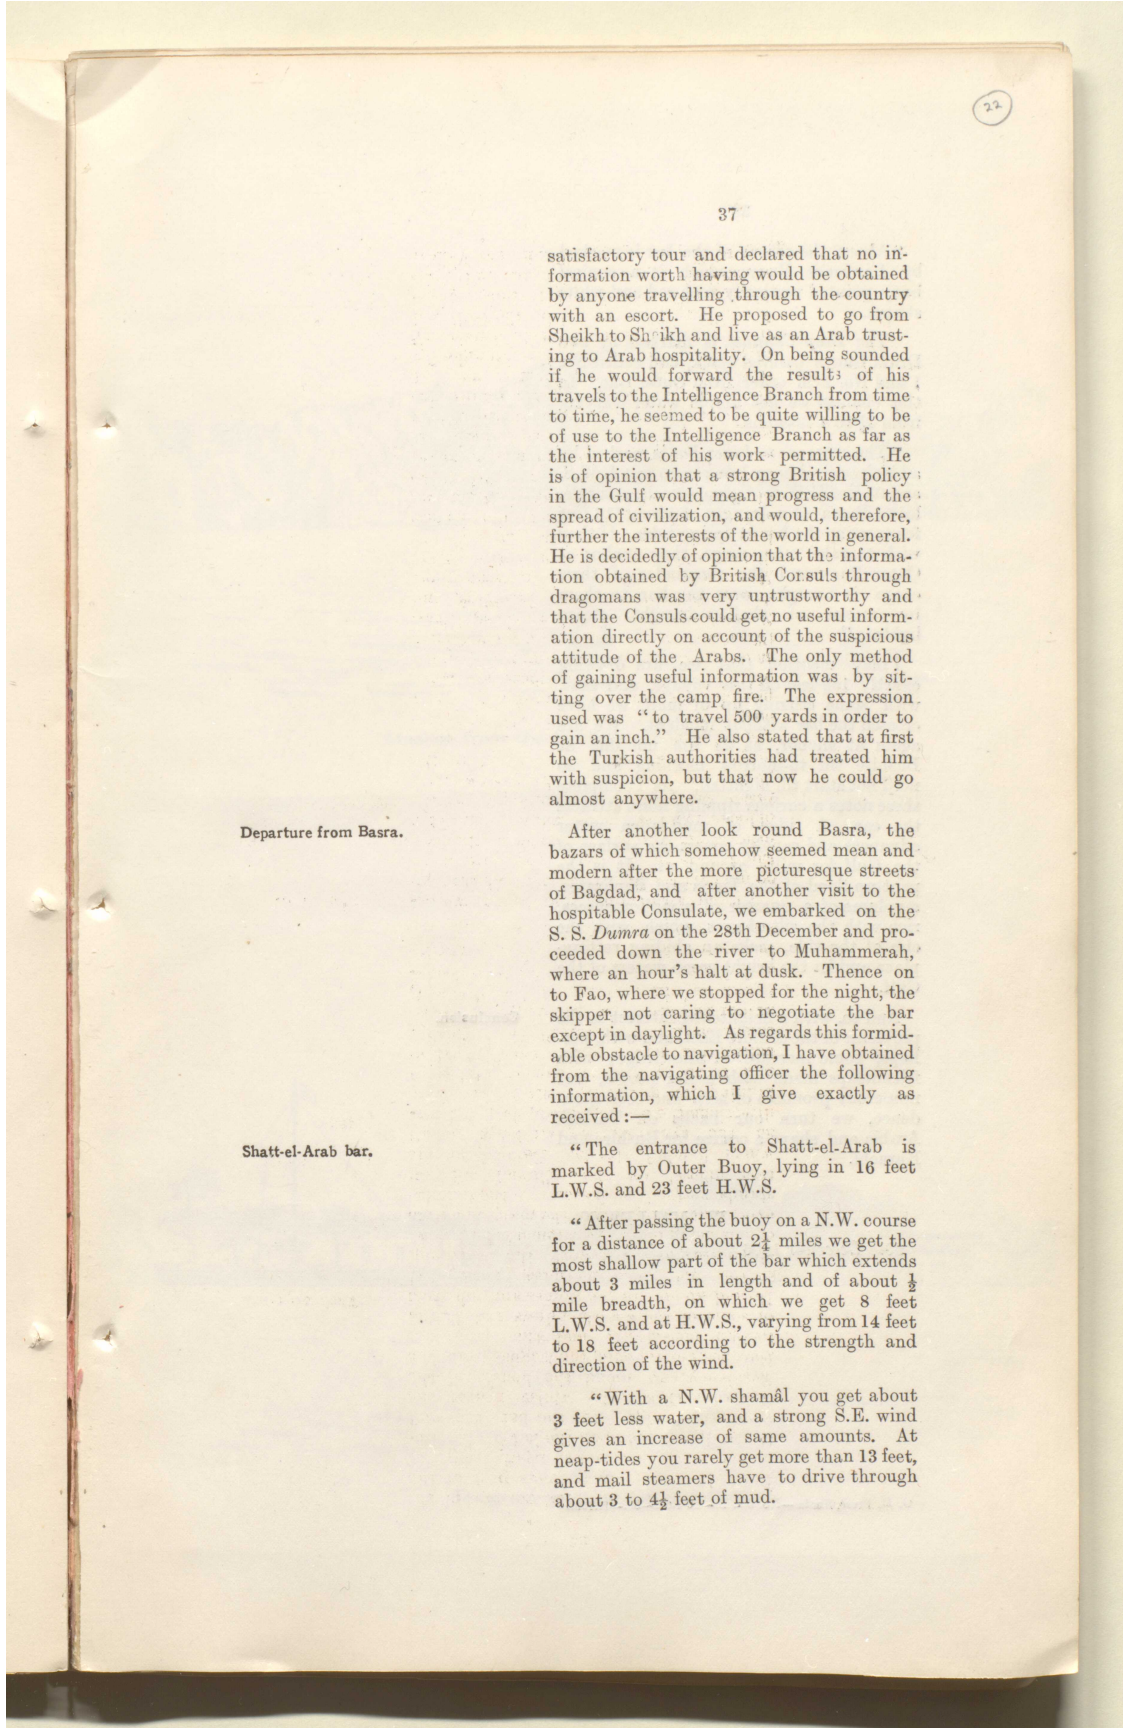 22
37
satisfactory tour and declared that no in-
formation worth having would be obtained
by anyone travelling through the country
with an escort. He proposed to go from
Sheikh to Sheikh and live as an Arab trust-
ing to Arab hospitality. On being sounded
if he would forward the results of his
travels to the Intelligence Branch from time
to time, he seemed to be quite willing to be
of use to the Intelligence Branch as far as
the interest of his work permitted. He
is of opinion that a strong British policy
in the Gulf would mean progress and the
spread of civilization, and would, therefore,
further the interests of the world in general.
He is decidedly of opinion that the informa-
tion obtained by British Consuls through
dragomans was very untrustworthy and
that the Consuls could get no useful inform-
ation directly on account of the suspicious
attitude of the Arabs. The only method
of gaining useful information was by sit-
ting over the camp fire. The expression
used was "to travel 500 yards in order to
gain an inch." He also stated that at first
the Turkish authorities had treated him
with suspicion, but that now he could go
almost anywhere.
Departure from Basra.
After another look round Basra, the
bazars of which somehow seemed mean and
modern after the more picturesque streets
of Bagdad, and after another visit to the
hospitable Consulate, we embarked on the
S. S. Dumra on the 28th December and pro-
ceeded down the river to Muhammerah,
where an hour's halt at dusk. Thence on
to Fao, where we stopped for the night, the
skipper not caring to negotiate the bar
except in daylight. As regards this formid-
able obstacle to navigation, I have obtained
from the navigating officer the following
information, which I give exactly as
received :—
Shatt-el-Arab bar.
"The entrance to Shatt-el-Arab is
marked by Outer Buoy, lying in 16 feet
L.W.S. and 23 feet H.W.S.
"After passing the buoy on a N.W. course
for a distance of about 2¼ miles we get the
most shallow part of the bar which extends
about 3 miles in length and of about ½
mile breadth, on which we get 8 feet
L.W.S. and at H.W.S., varying from 14 feet
to 18 feet according to the strength and
direction of the wind.
"With a N.W. shamâl you get about
3 feet less water, and a strong S.E. wind
gives an increase of same amounts. At
neap-tides you rarely get more than 13 feet,
and mail steamers have to drive through
about 3 to 4½ feet of mud.